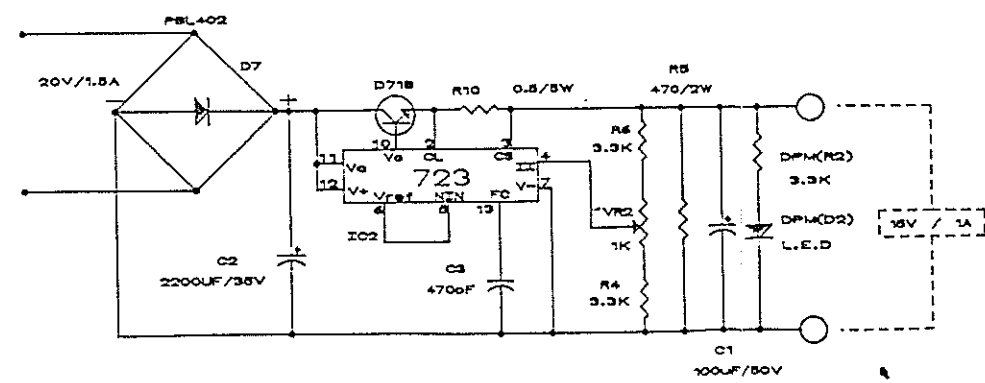 PBL402
20V/1.5A
D7
-
+
D718
R10
0.5/5W
R5
470/2W
R6
3.3K
10
2
3
Vo
CL
CS
11
Vc
12
V+
723
II
4
V-
7
Vref
NIN
FC
6
5
13
IC2
VR2
1K
DPM(R2)
3.3K
DPM(D2)
L.E.D
15V / 1A
C2
2200UF/35V
+
C3
470pF
R4
3.3K
+
C1
100UF/50V